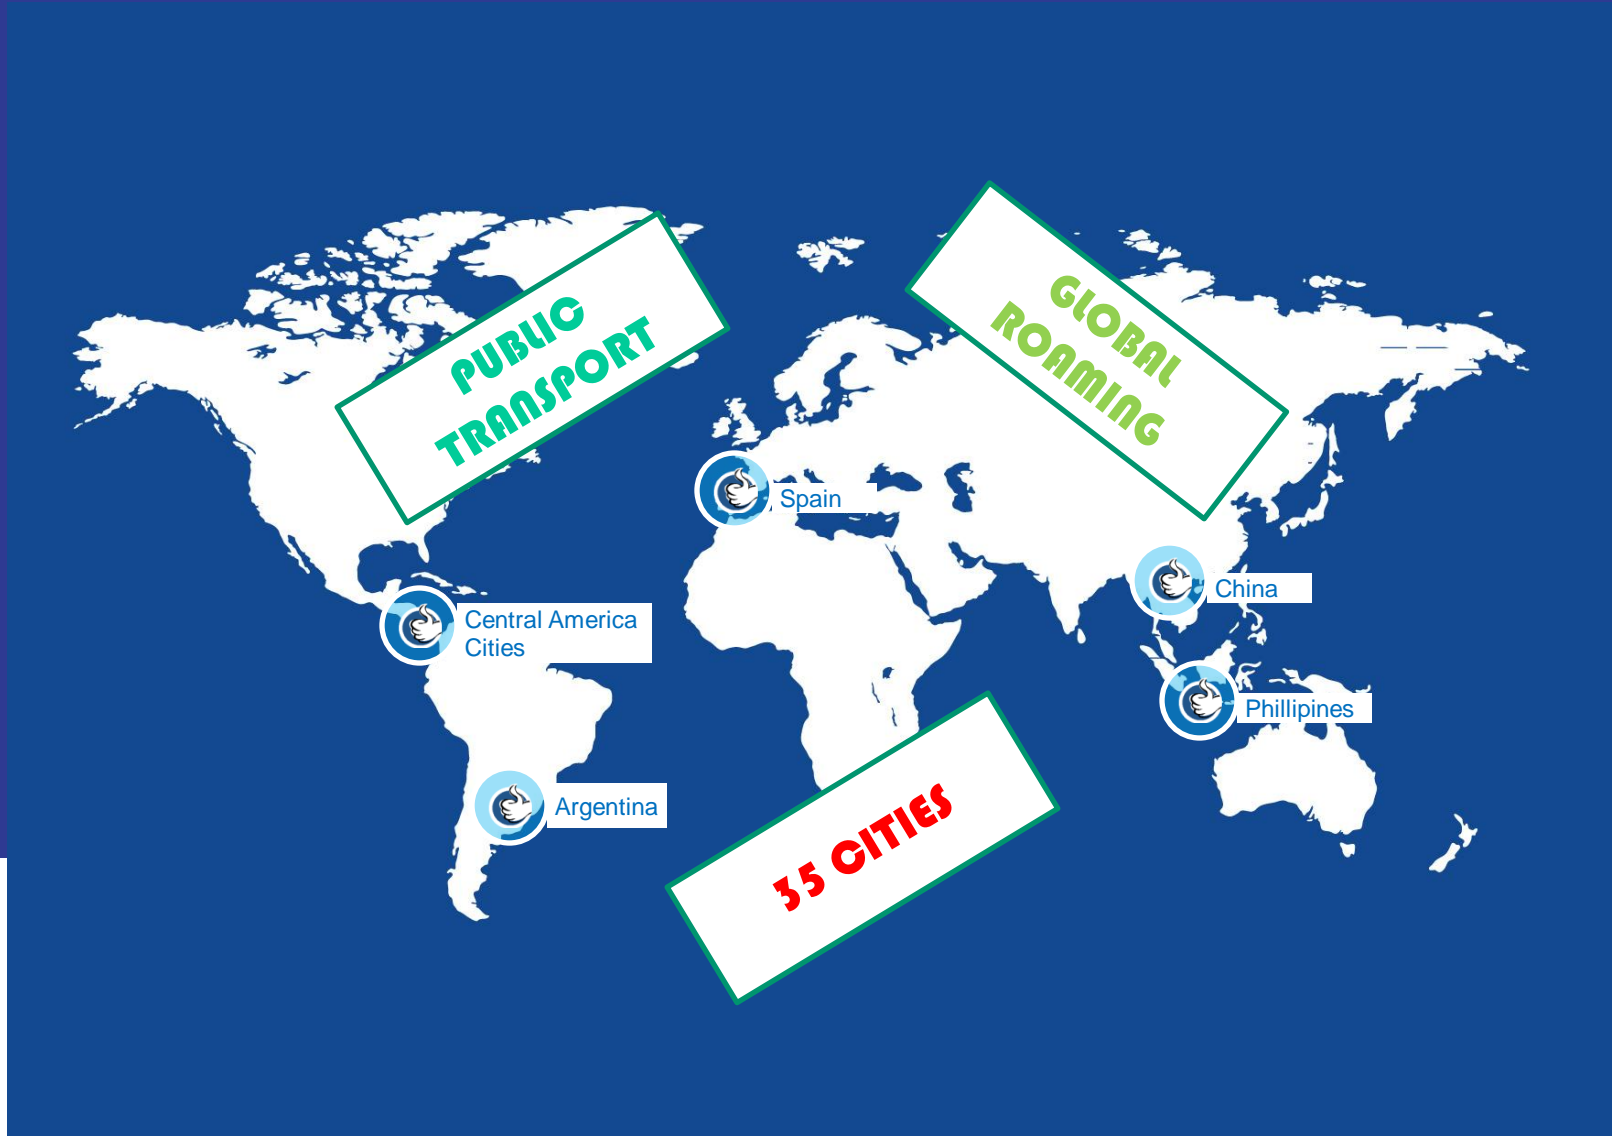 PUBLIC
TRANSPORT
GLOBAL
ROAMING
Spain
China
Central America
Cities
Phillipines
Argentina
35 CITIES